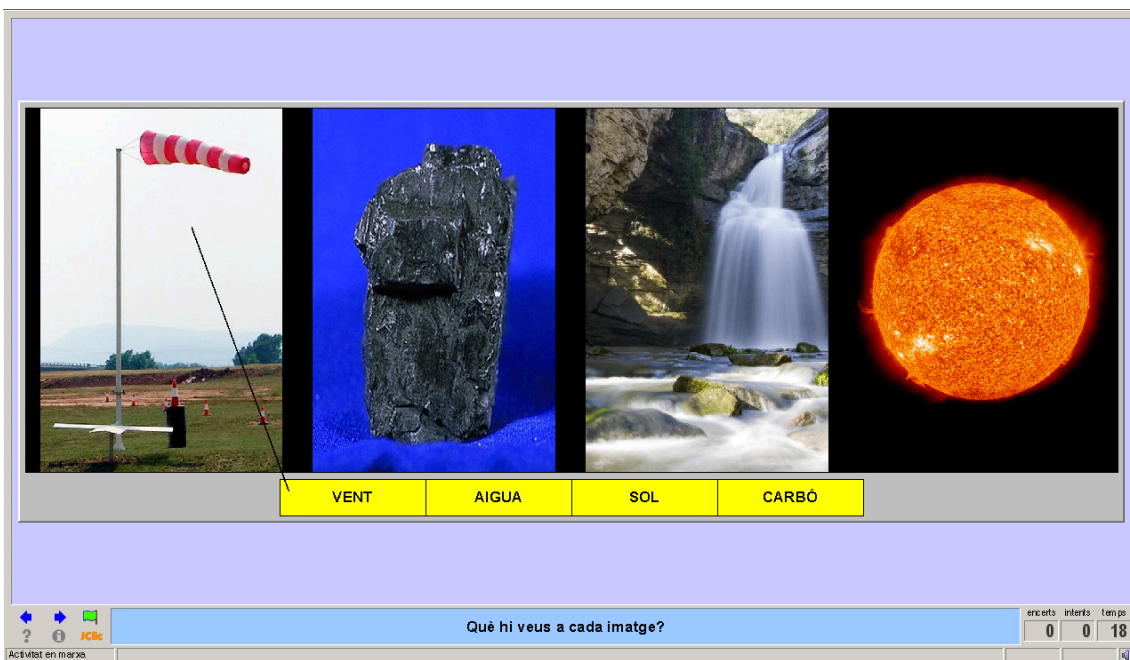 VENT AIGUA SOL CARBÓ
Què hi veus a cada imatge?
encerts intents temps
0 0 18
? i JClic
Activitat en marxa